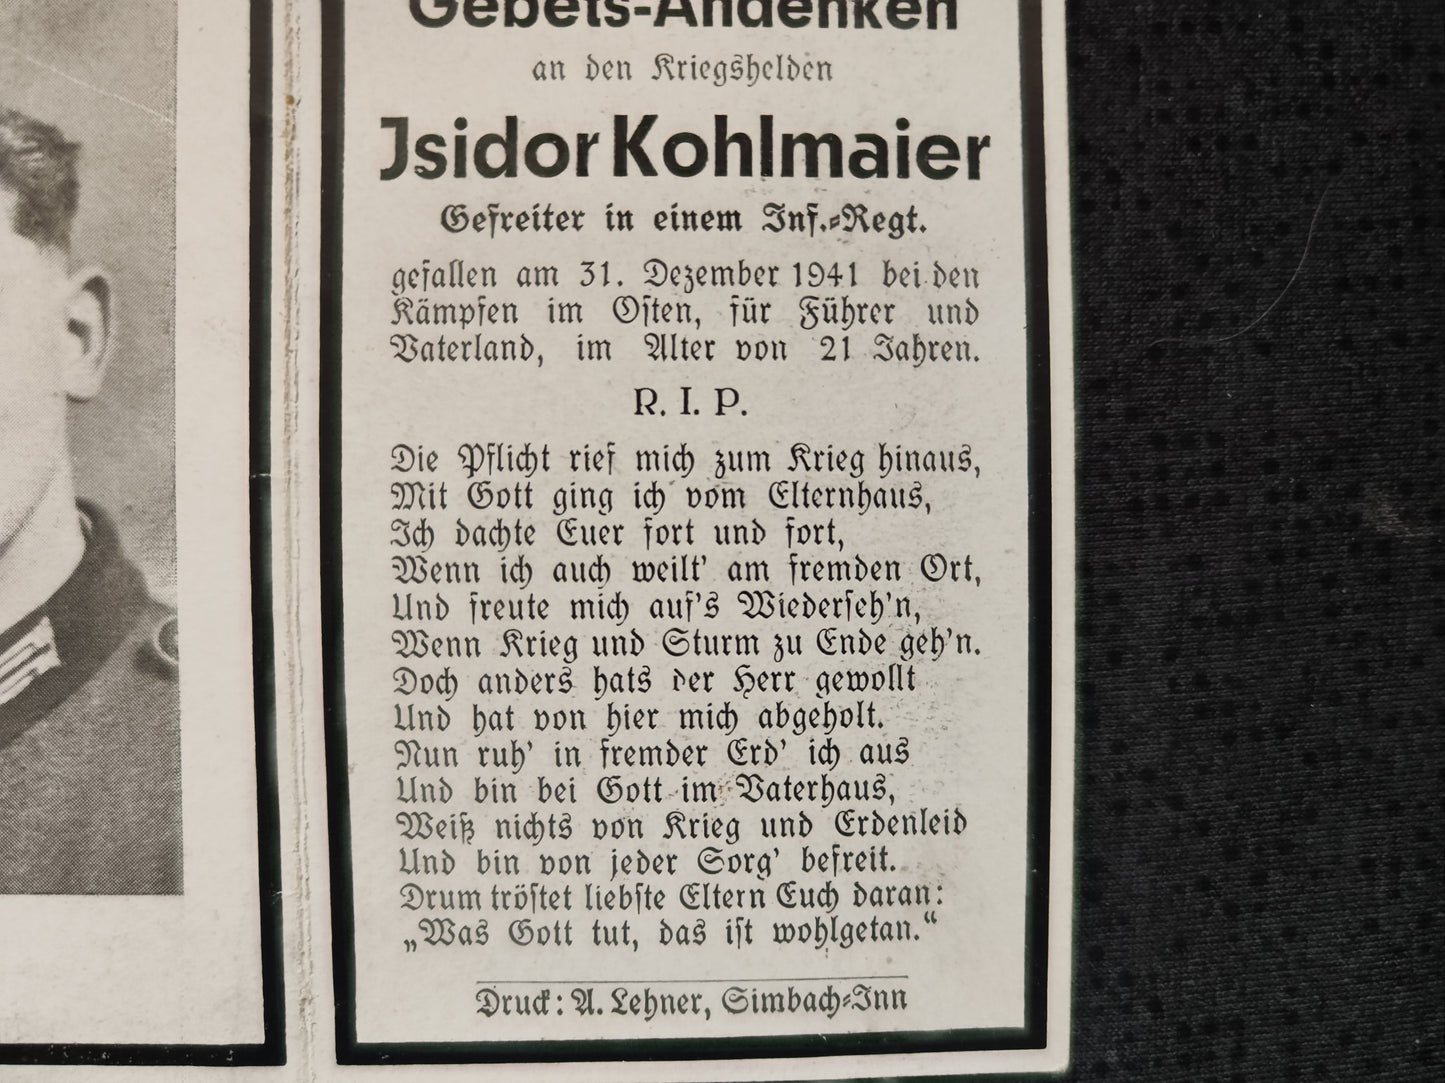 Gebets-Andenken
an den Kriegshelden
Isidor Kohlmaier
Gefreiter in einem Inf.-Regt.
gefallen am 31. Dezember 1941 bei den
Kämpfen im Osten, für Führer und
Vaterland, im Alter von 21 Jahren.
R. I. P.
Die Pflicht rief mich zum Krieg hinaus,
Mit Gott ging ich vom Elternhaus,
Ich dachte Euer fort und fort,
Wenn ich auch weilt' am fremden Ort,
Und freute mich auf's Wiederseh'n,
Wenn Krieg und Sturm zu Ende geh'n.
Doch anders hats der Herr gewollt
Und hat von hier mich abgeholt.
Nun ruh' in fremder Erd' ich aus
Und bin bei Gott im Vaterhaus,
Weiß nichts von Krieg und Erdenleid
Und bin von jeder Sorg' befreit.
Drum tröstet liebste Eltern Euch daran:
„Was Gott tut, das ist wohlgetan.“
Druck: A. Lehner, Simbach-Inn